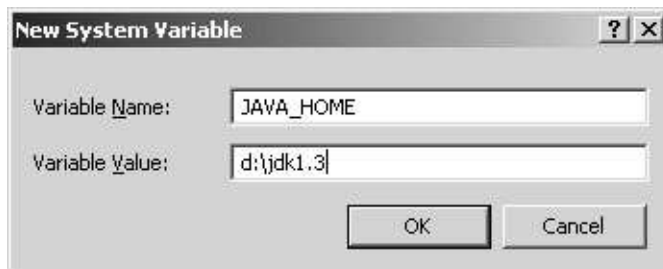 New System Variable
Variable Name: JAVA_HOME
Variable Value: d:\jdk1.3
OK Cancel